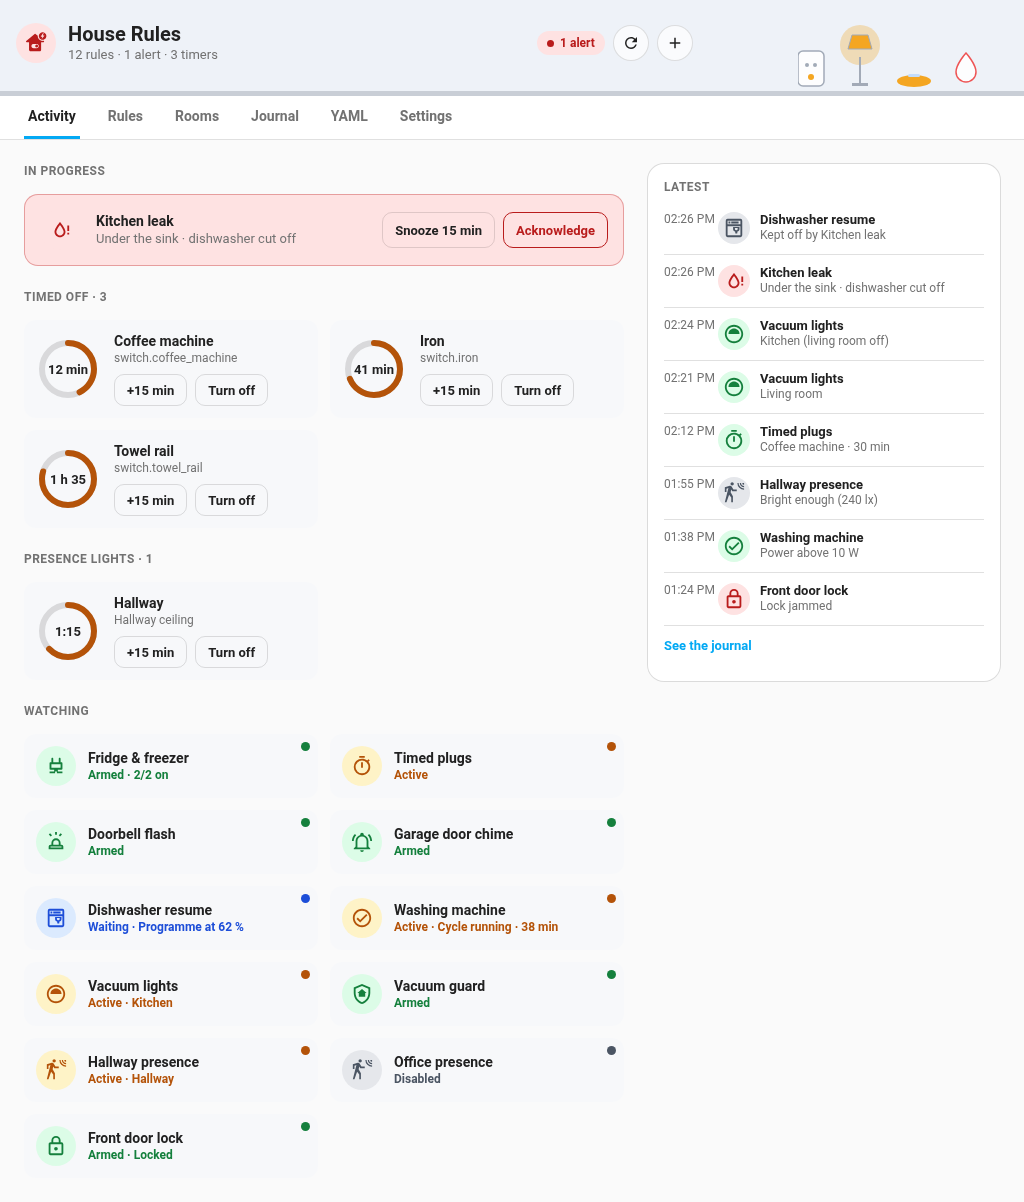 House Rules
12 rules · 1 alert · 3 timers
1 alert
Activity
Rules
Rooms
Journal
YAML
Settings
IN PROGRESS
Kitchen leak
Under the sink · dishwasher cut off
Snooze 15 min
Acknowledge
TIMED OFF · 3
12 min
Coffee machine
switch.coffee_machine
+15 min
Turn off
41 min
Iron
switch.iron
+15 min
Turn off
1 h 35
Towel rail
switch.towel_rail
+15 min
Turn off
PRESENCE LIGHTS · 1
1:15
Hallway
Hallway ceiling
+15 min
Turn off
WATCHING
Fridge & freezer
Armed · 2/2 on
Timed plugs
Active
Doorbell flash
Armed
Garage door chime
Armed
Dishwasher resume
Waiting · Programme at 62 %
Washing machine
Active · Cycle running · 38 min
Vacuum lights
Active · Kitchen
Vacuum guard
Armed
Hallway presence
Active · Hallway
Office presence
Disabled
Front door lock
Armed · Locked
LATEST
02:26 PM
Dishwasher resume
Kept off by Kitchen leak
02:26 PM
Kitchen leak
Under the sink · dishwasher cut off
02:24 PM
Vacuum lights
Kitchen (living room off)
02:21 PM
Vacuum lights
Living room
02:12 PM
Timed plugs
Coffee machine · 30 min
01:55 PM
Hallway presence
Bright enough (240 lx)
01:38 PM
Washing machine
Power above 10 W
01:24 PM
Front door lock
Lock jammed
See the journal